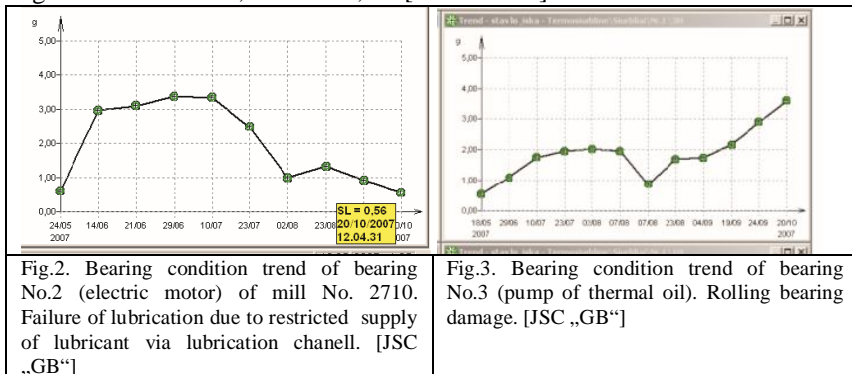 g
5,00
4,00
3,00
2,00
1,00
0,00
24/05 14/06 21/06 29/06 10/07 23/07 02/08 23/08
2007
SL = 0,56
20/10/2007
12.04.31
Trend -
g
5,00
4,00
3,00
2,00
1,00
0,00
18/05 29/06 10/07 23/07 03/08 06/08 07/08 23/08 04/09 19/09 24/09 20/10
2007 2007
Fig.2. Bearing condition trend of bearing
No.2 (electric motor) of mill No. 2710.
Failure of lubrication due to restricted supply
of lubricant via lubrication chanell. [JSC
„GB“]
Fig.3. Bearing condition trend of bearing
No.3 (pump of thermal oil). Rolling bearing
damage. [JSC „GB“]